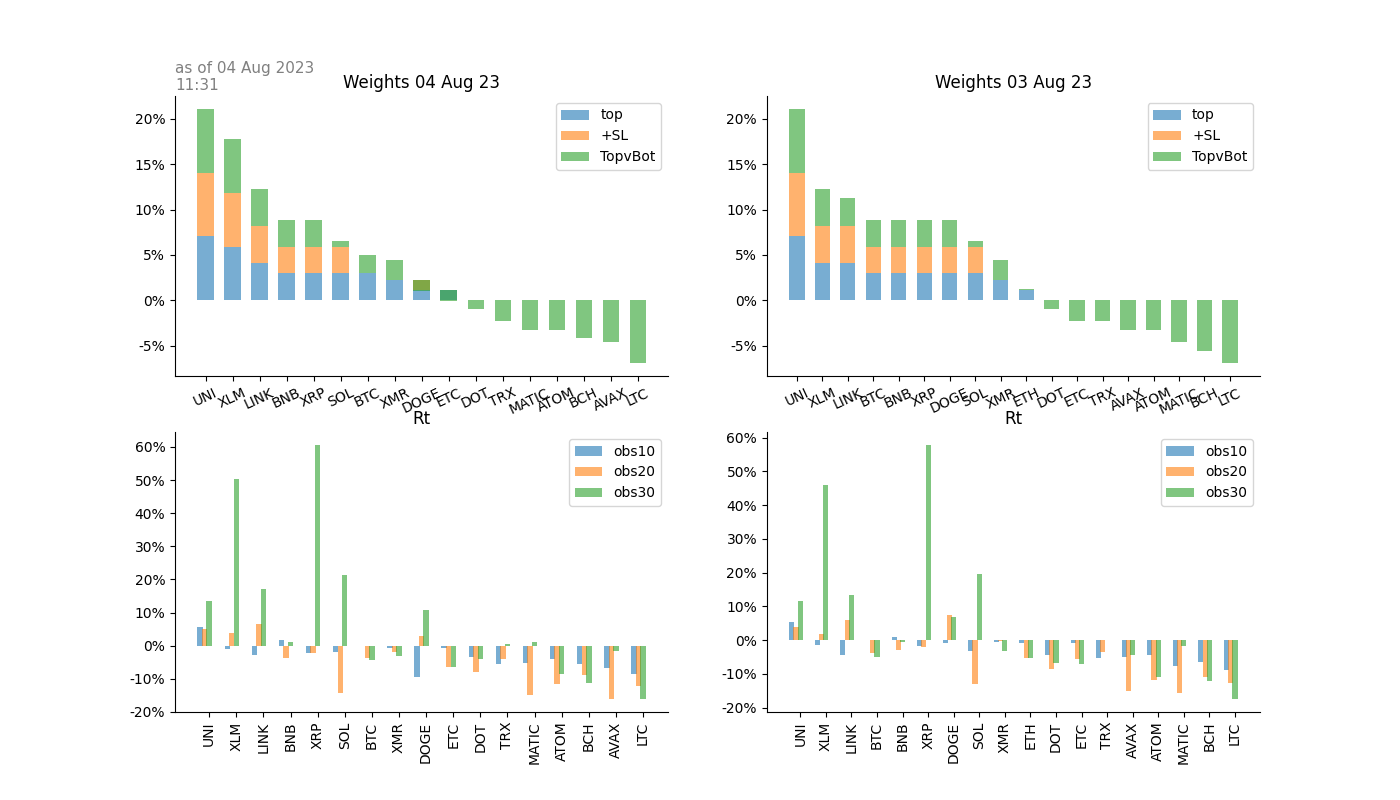 as of 04 Aug 2023
11:31
Weights 04 Aug 23
20%
15%
10%
5%
0%
-5%
top
+SL
TopvBot
UNI XLM LINK BNB XRP SOL BTC XMR DOGE ETC DOT TRX MATIC ATOM BCH AVAX LTC
Weights 03 Aug 23
20%
15%
10%
5%
0%
-5%
top
+SL
TopvBot
UNI XLM LINK BTC BNB XRP DOGE SOL XMR ETH DOT ETC TRX AVAX ATOM MATIC BCH LTC
Rt
60%
50%
40%
30%
20%
10%
0%
-10%
-20%
obs10
obs20
obs30
UNI XLM LINK BNB XRP SOL BTC XMR DOGE ETC DOT TRX MATIC ATOM BCH AVAX LTC
Rt
60%
50%
40%
30%
20%
10%
0%
-10%
-20%
obs10
obs20
obs30
UNI XLM LINK BTC BNB XRP DOGE SOL XMR ETH DOT ETC TRX AVAX ATOM MATIC BCH LTC